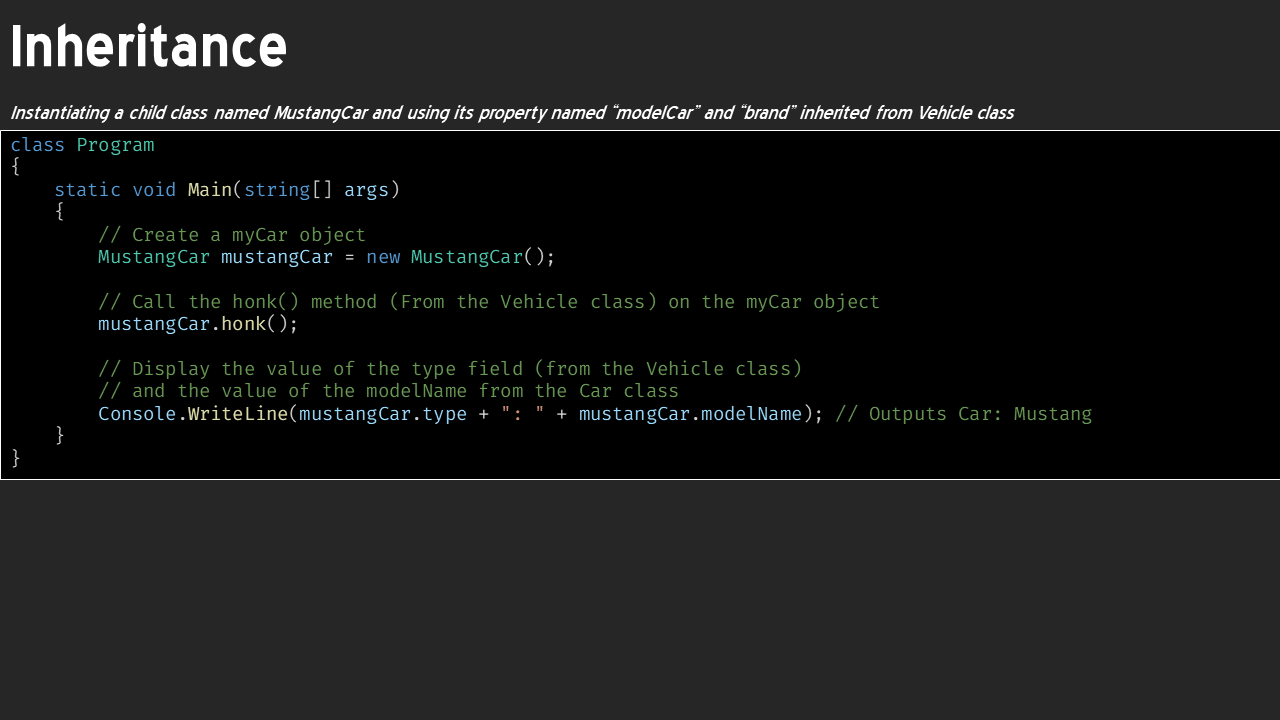 Inheritance
Instantiating a child class named MustangCar and using its property named “modelCar” and “brand” inherited from Vehicle class
class Program
{
    static void Main(string[] args)
    {
        // Create a myCar object
        MustangCar mustangCar = new MustangCar();
        // Call the honk() method (From the Vehicle class) on the myCar object
        mustangCar.honk();
        // Display the value of the type field (from the Vehicle class)
        // and the value of the modelName from the Car class
        Console.WriteLine(mustangCar.type + ": " + mustangCar.modelName); // Outputs Car: Mustang
    }
}